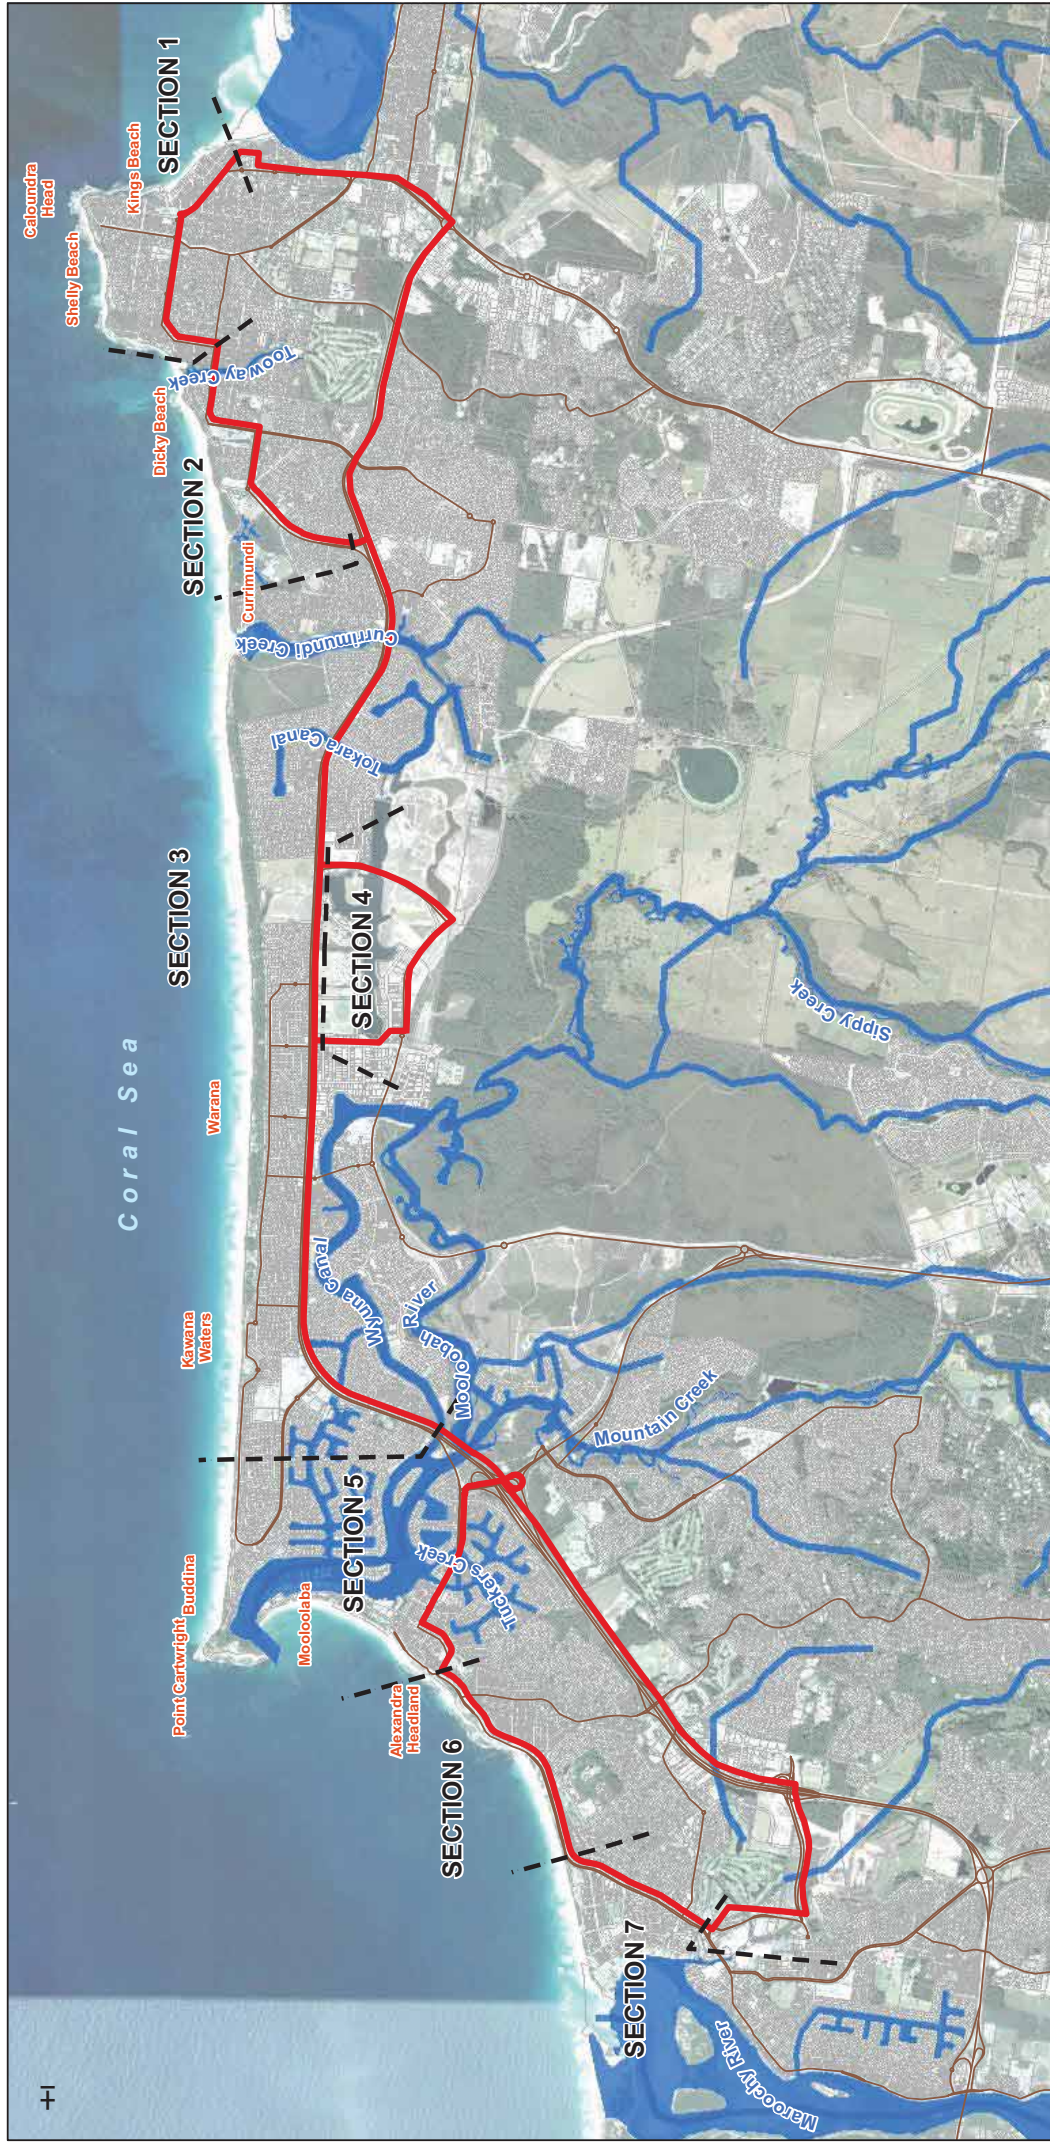 Caloundra
Head
Kings Beach
SECTION 1
Shelly Beach
Tooway Creek
Dicky Beach
SECTION 2
Currimundi
Currimundi Creek
Tokara Canal
SECTION 3
SECTION 4
Coral Sea
Warana
Sippy Creek
Kawana
Waters
Wyuna Canal
Mooloobah
River
Mountain Creek
SECTION 5
Buddina
Point Cartwright
Mooloolaba
Tuckers Creek
Alexandra
Headland
SECTION 6
SECTION 7
Maroochy River